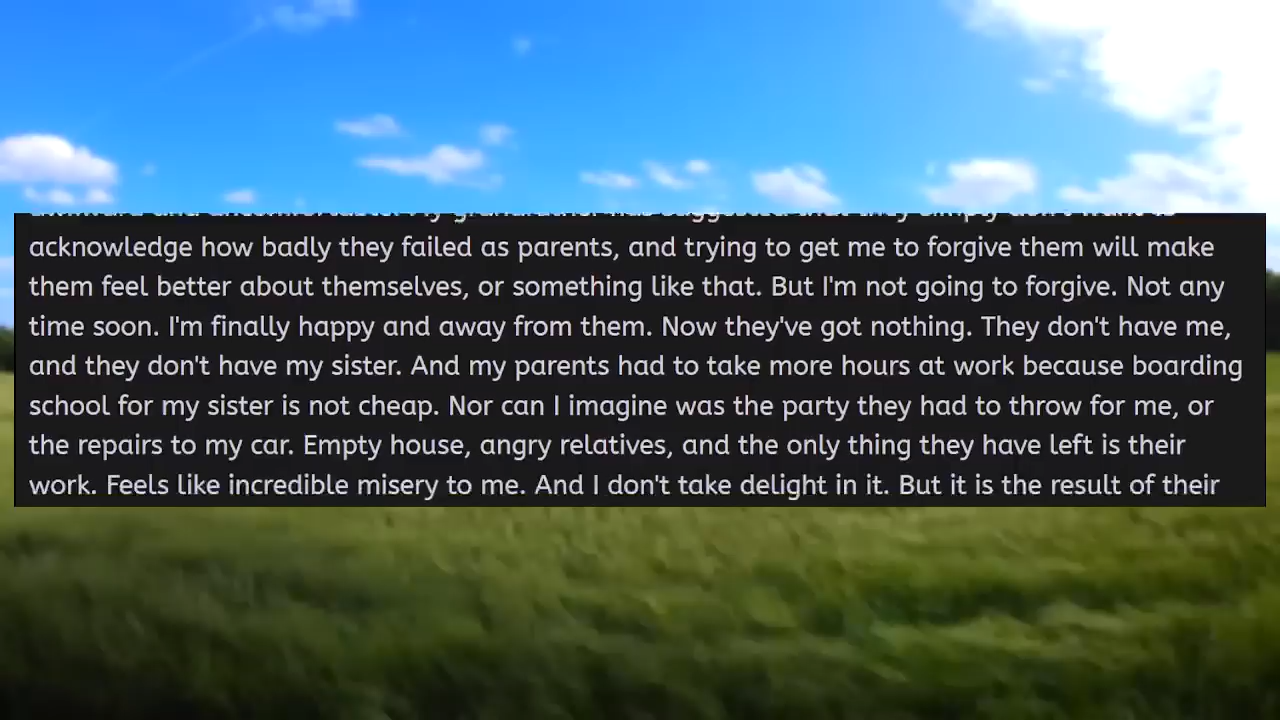 acknowledge how badly they failed as parents, and trying to get me to forgive them will make
them feel better about themselves, or something like that. But I'm not going to forgive. Not any
time soon. I'm finally happy and away from them. Now they've got nothing. They don't have me,
and they don't have my sister. And my parents had to take more hours at work because boarding
school for my sister is not cheap. Nor can I imagine was the party they had to throw for me, or
the repairs to my car. Empty house, angry relatives, and the only thing they have left is their
work. Feels like incredible misery to me. And I don't take delight in it. But it is the result of their